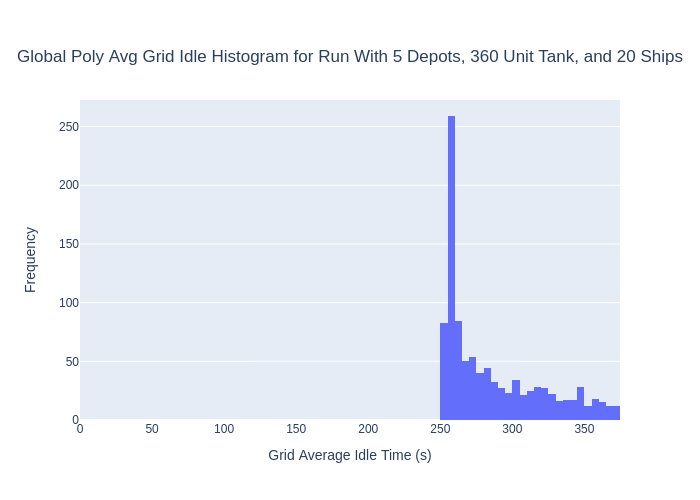 Global Poly Avg Grid Idle Histogram for Run With 5 Depots, 360 Unit Tank, and 20 Ships
250
200
150
100
50
0
Frequency
0 50 100 150 200 250 300 350
Grid Average Idle Time (s)